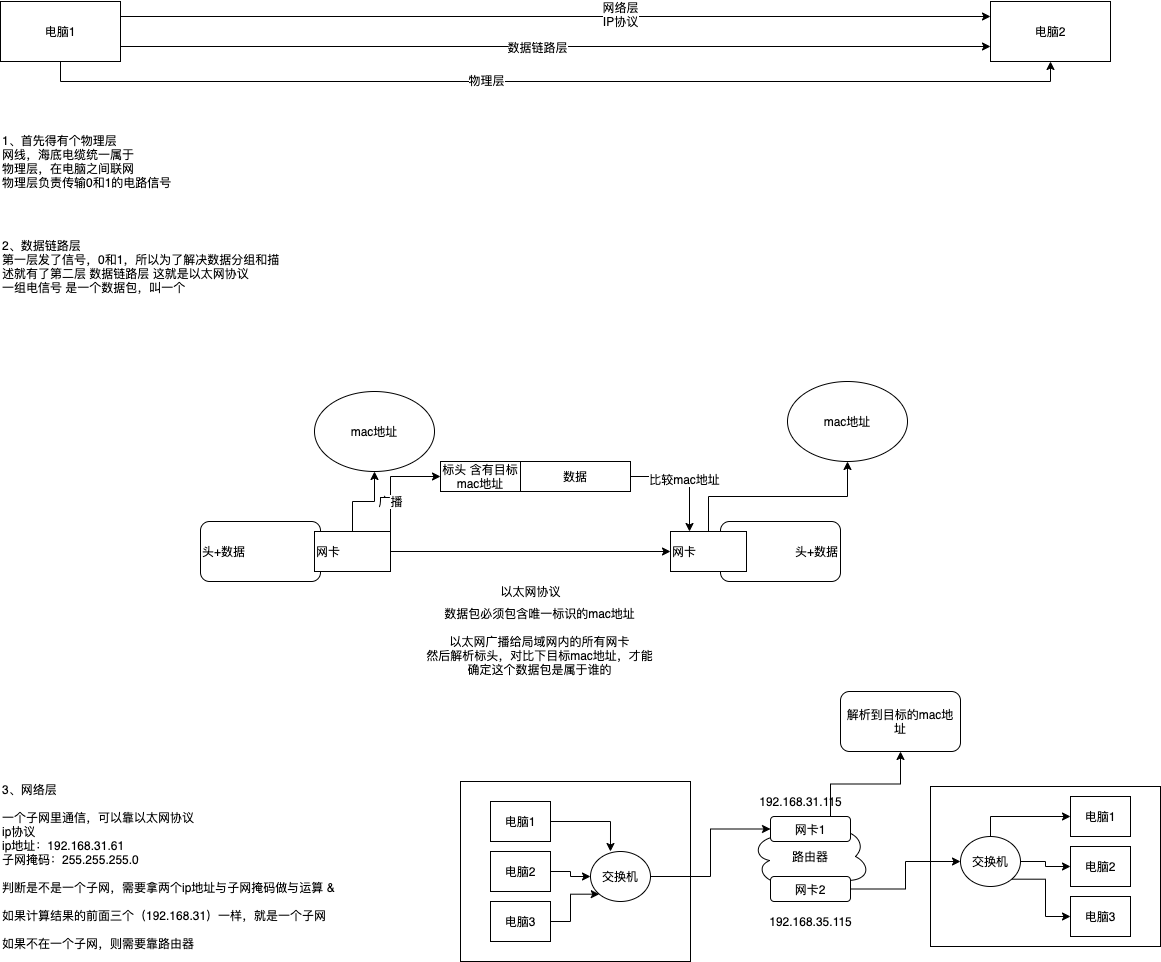 电脑1
网络层
IP协议
电脑2
数据链路层
物理层
1、首先得有个物理层
网线，海底电缆统一属于
物理层，在电脑之间联网
物理层负责传输0和1的电路信号
2、数据链路层
第一层发了信号，0和1，所以为了解决数据分组和描
述就有了第二层 数据链路层 这就是以太网协议
一组电信号 是一个数据包，叫一个
mac地址
mac地址
标头 含有目标
mac地址
数据
比较mac地址
广播
头+数据
网卡
网卡
头+数据
以太网协议
数据包必须包含唯一标识的mac地址
以太网广播给局域网内的所有网卡
然后解析标头，对比下目标mac地址，才能
确定这个数据包是属于谁的
解析到目标的mac地
址
3、网络层
一个子网里通信，可以靠以太网协议
ip协议
ip地址：192.168.31.61
子网掩码：255.255.255.0
判断是不是一个子网，需要拿两个ip地址与子网掩码做与运算 &
如果计算结果的前面三个（192.168.31）一样，就是一个子网
如果不在一个子网，则需要靠路由器
电脑1
电脑2
电脑3
交换机
192.168.31.115
网卡1
路由器
网卡2
192.168.35.115
交换机
电脑1
电脑2
电脑3